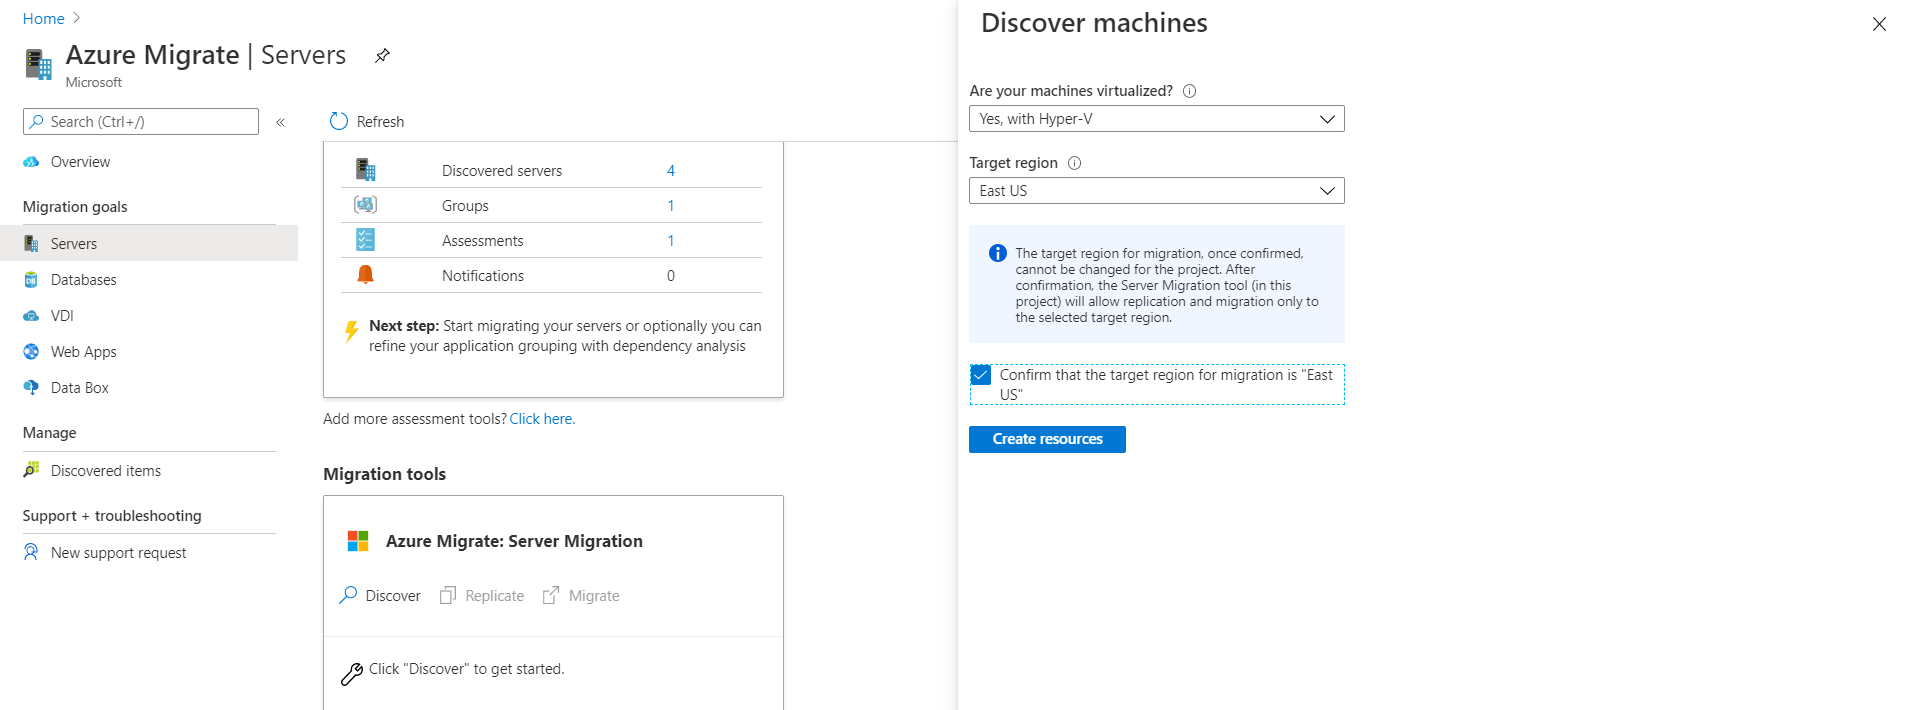 Home
Azure Migrate | Servers
Microsoft
Search (Ctrl+/)
«
Overview
Migration goals
Servers
Databases
VDI
Web Apps
Data Box
Manage
Discovered items
Support + troubleshooting
New support request
Refresh
Discovered servers 4
Groups 1
Assessments 1
Notifications 0
Next step: Start migrating your servers or optionally you can
refine your application grouping with dependency analysis
Add more assessment tools? Click here.
Migration tools
Azure Migrate: Server Migration
Discover Replicate Migrate
Click "Discover" to get started.
Discover machines
Are your machines virtualized?
Yes, with Hyper-V
Target region
East US
The target region for migration, once confirmed,
cannot be changed for the project. After
confirmation, the Server Migration tool (in this
project) will allow replication and migration only to
the selected target region.
Confirm that the target region for migration is "East
US"
Create resources